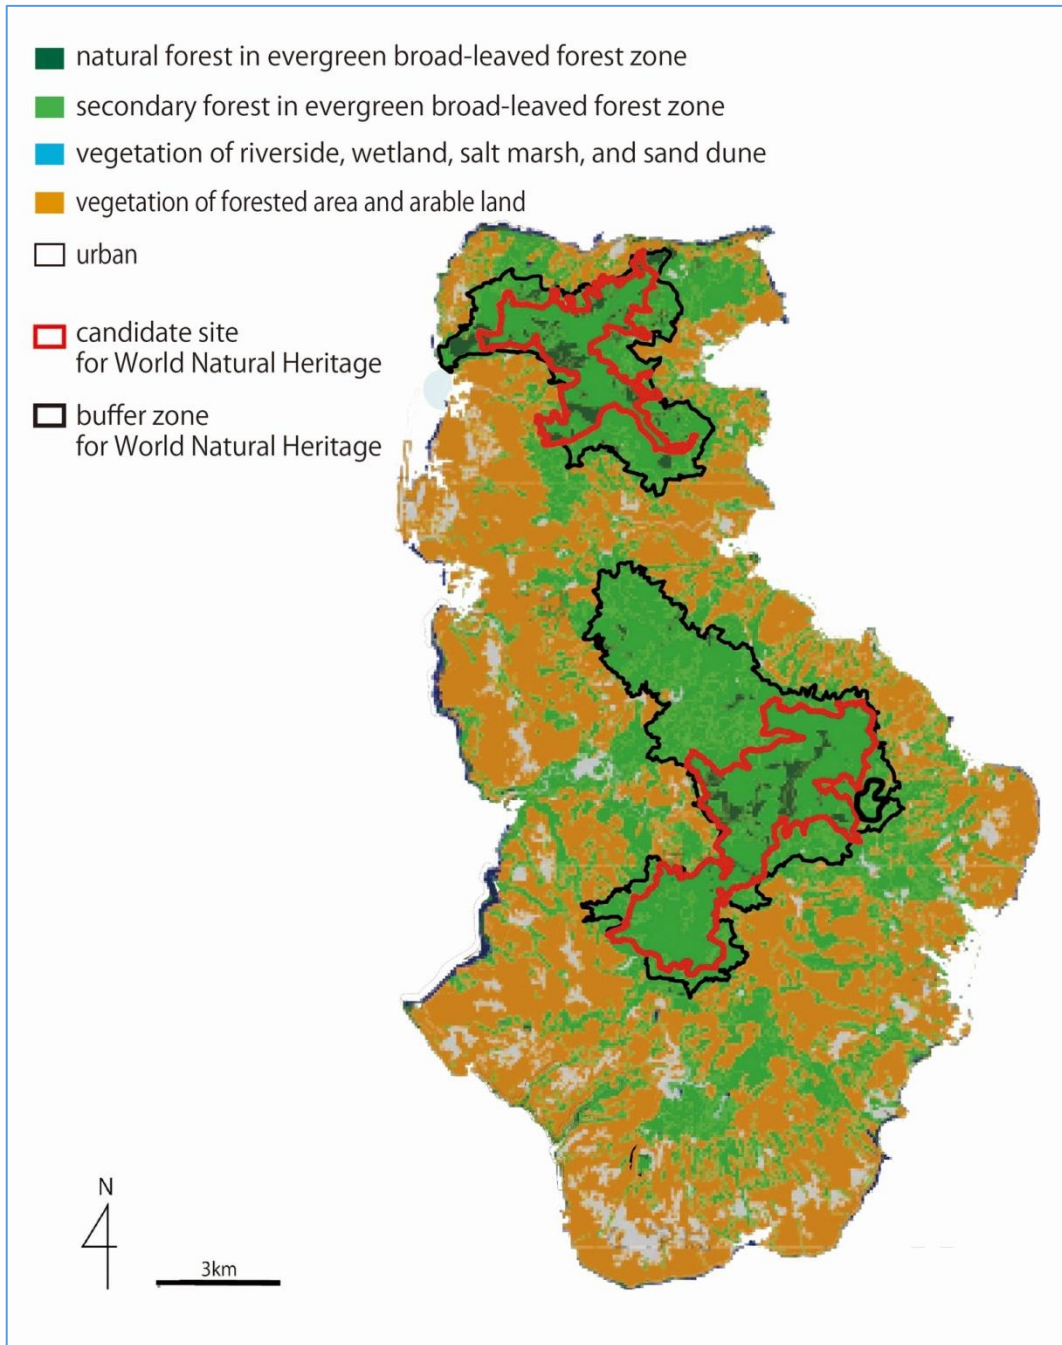 natural forest in evergreen broad-leaved forest zone
secondary forest in evergreen broad-leaved forest zone
vegetation of riverside, wetland, salt marsh, and sand dune
vegetation of forested area and arable land
urban
candidate site
for World Natural Heritage
buffer zone
for World Natural Heritage
N
3km